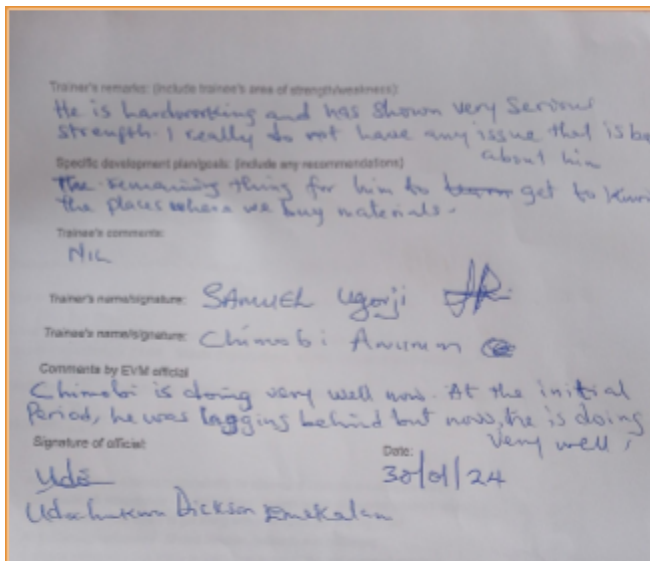 Trainer's remarks: (Include trainee's area of strength/weakness):
He is hardworking and has shown very serious
strength. I really do not have any issue that is
about him
Specific development plan/goals: (Include any recommendations)
The remaining thing for him to get to
the places where we buy materials.
Trainee's comments:
NIL
Trainer's name/signature: SAMUEL Ugorji
Trainee's name/signature: Chimobi
Comments by EVM official
Chimobi is doing very well now. At the initial
Period, he was lagging behind but now, he is doing
very well,
Signature of official:
Date:
Udo
30/01/24
Dickson